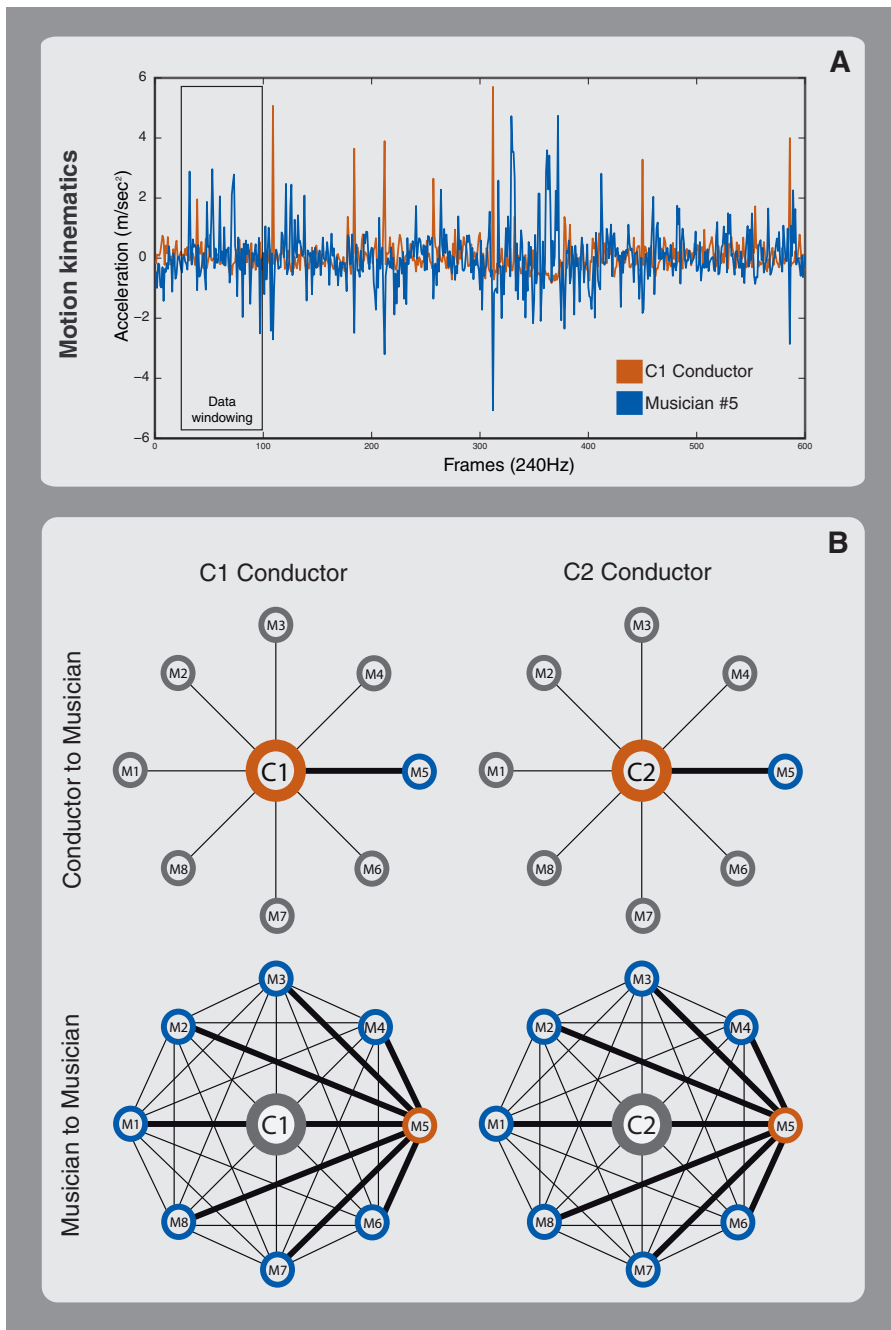 A
Motion kinematics
Acceleration (m/sec²)
6
4
2
0
−2
−4
−6
Data
windowing
C1 Conductor
Musician #5
0
100
200
300
400
500
600
Frames (240Hz)
B
C1 Conductor
C2 Conductor
Conductor to Musician
M3
M3
M2
M4
M2
M4
M1
C1
M5
M1
C2
M5
M8
M6
M8
M6
M7
M7
Musician to Musician
M3
M3
M2
M4
M2
M4
M1
C1
M5
M1
C2
M5
M8
M6
M8
M6
M7
M7